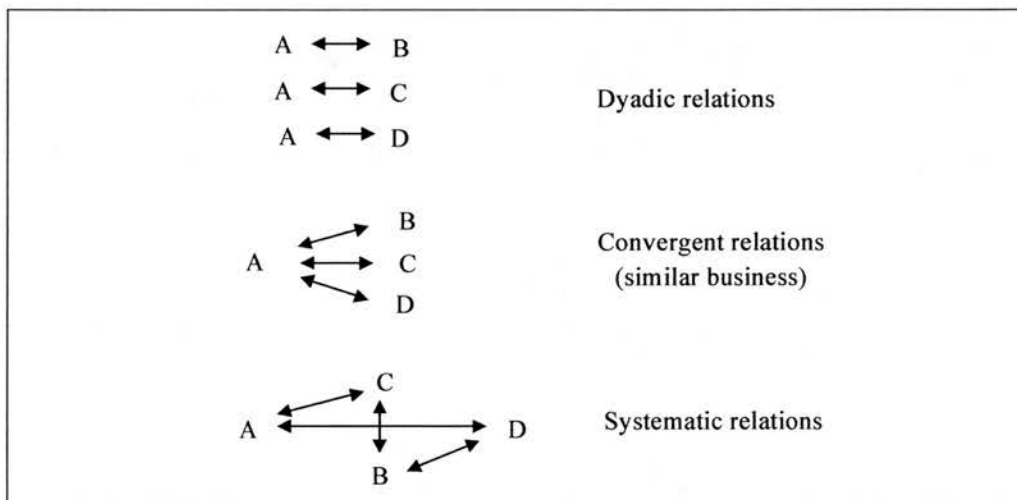 A B
A C
A D
Dyadic relations
B
A C
D
Convergent relations
(similar business)
C
A D
B
Systematic relations